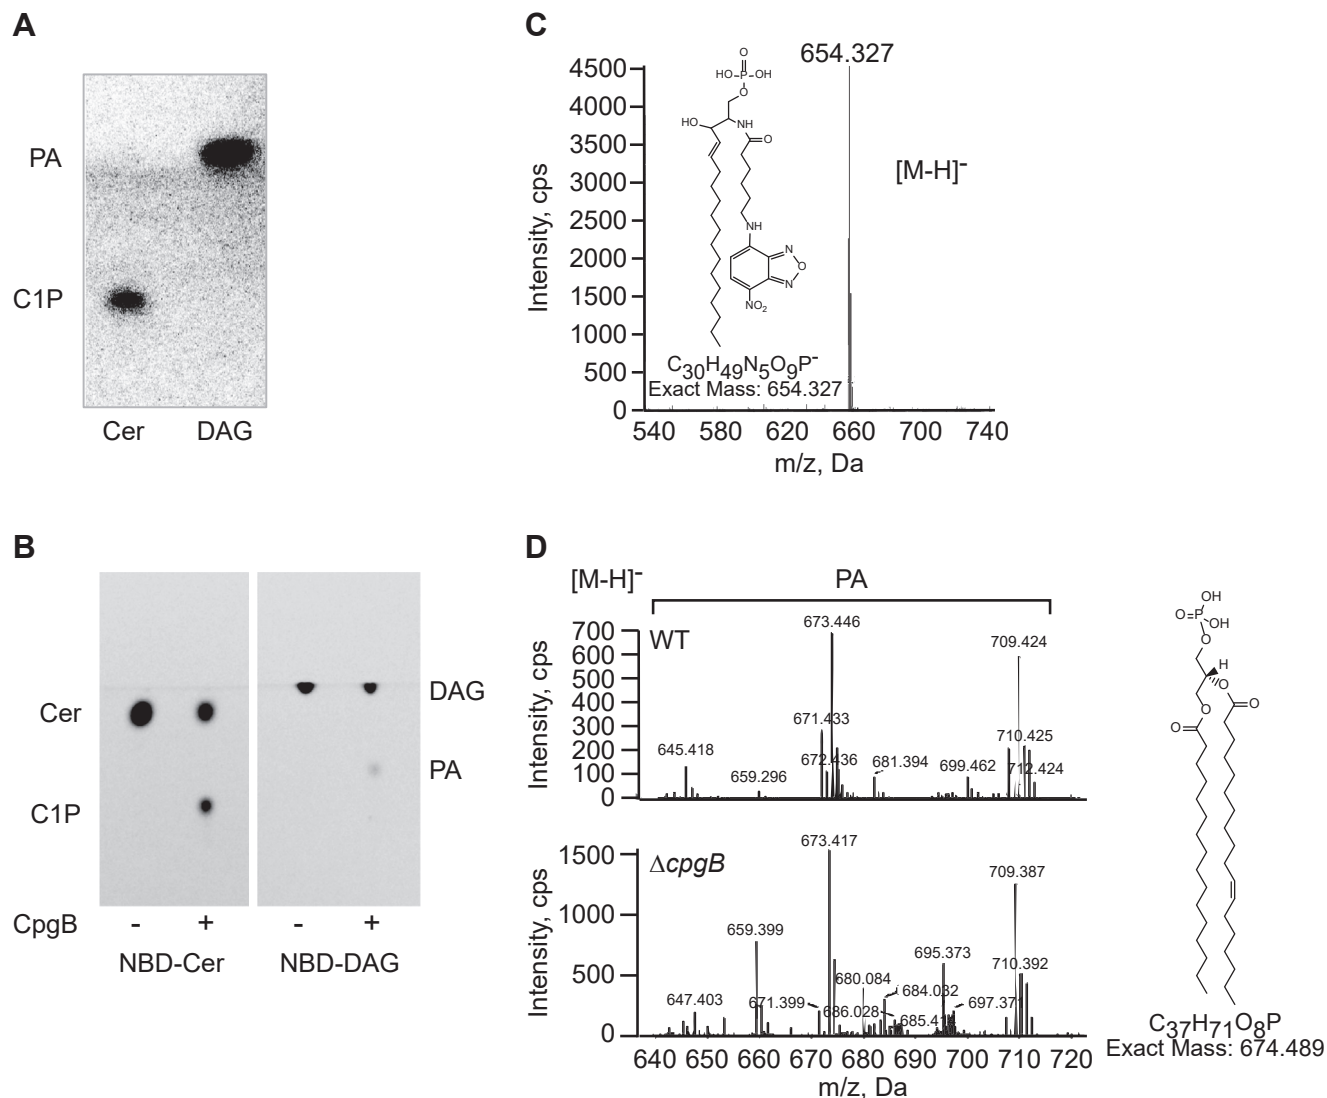 A
PA
C1P
Cer DAG
B
Cer
C1P
DAG
PA
CpgB - + - +
NBD-Cer NBD-DAG
C
654.327
4500
4000
3500
3000
2500
2000
1500
1000
500
0
Intensity, cps
O
HO-P-OH
O
HO
NH
O
NH
N
O
N
NO2
[M-H]-
C30H49N5O9P-
Exact Mass: 654.327
540 580 620 660 700 740
m/z, Da
D
[M-H]- PA
WT
700
600
500
400
300
200
100
0
Intensity, cps
673.446
709.424
671.433
710.425
645.418
672.436
681.394
699.462
712.424
659.296
ΔcpgB
1500
1000
500
0
Intensity, cps
673.417
709.387
659.399
695.373
710.392
680.084
684.032
647.403
671.399
697.371
686.028
640 650 660 670 680 690 700 710 720
m/z, Da
OH
O=P
OH
O
H
O
O
O
O
C37H71O8P
Exact Mass: 674.489